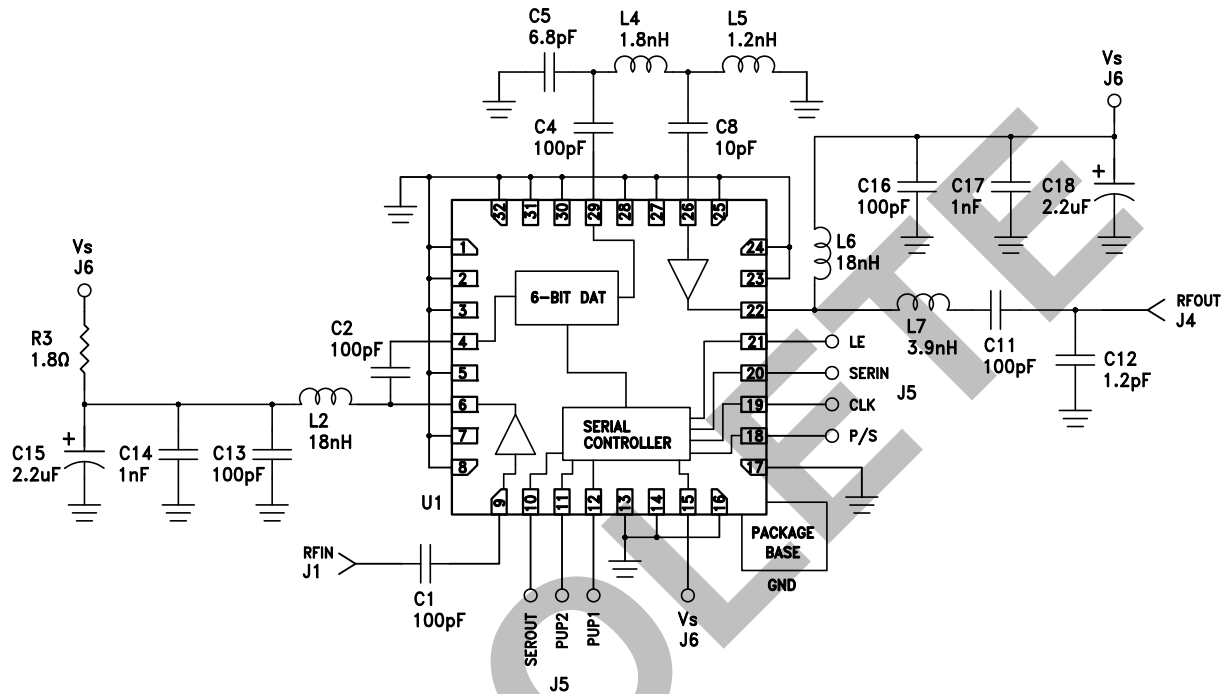 C5
6.8pF
L4
1.8nH
L5
1.2nH
Vs
J6
C4
100pF
C8
10pF
C16
100pF
C17
1nF
C18
2.2uF
+
32
31
30
29
28
27
26
25
Vs
J6
R3
1.8Ω
1
2
3
4
5
6
7
8
6-BIT DAT
24
23
22
21
20
19
18
17
L6
18nH
L7
3.9nH
C11
100pF
RFOUT
J4
C12
1.2pF
LE
SERIN
CLK
P/S
J5
C2
100pF
L2
18nH
+
C15
2.2uF
C14
1nF
C13
100pF
SERIAL
CONTROLLER
U1
9
10
11
12
13
14
15
16
PACKAGE
BASE
GND
RFIN
J1
C1
100pF
SEROUT
PUP2
PUP1
J5
Vs
J6
OLETE